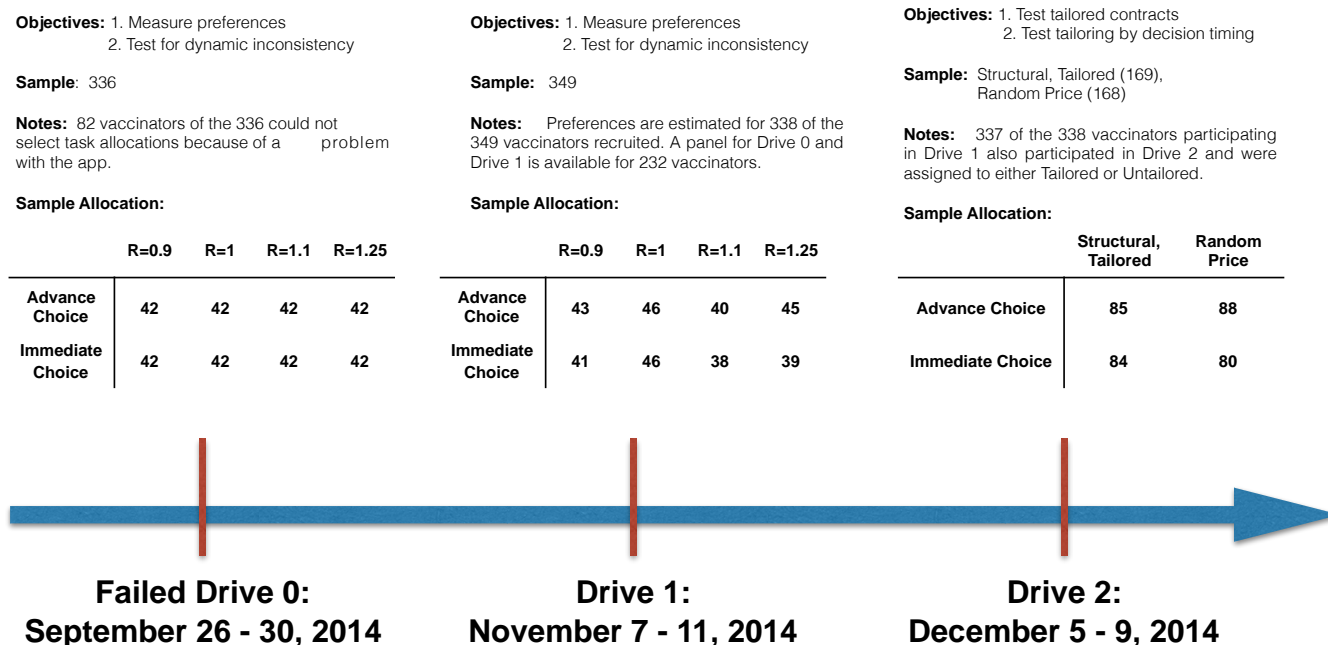 Objectives: 1. Measure preferences
2. Test for dynamic inconsistency
Sample: 336
Notes: 82 vaccinators of the 336 could not
select task allocations because of a problem
with the app.
Sample Allocation:
R=0.9 R=1 R=1.1 R=1.25
Advance
Choice 42 42 42 42
Immediate
Choice 42 42 42 42
Failed Drive 0:
September 26 - 30, 2014
Objectives: 1. Measure preferences
2. Test for dynamic inconsistency
Sample: 349
Notes: Preferences are estimated for 338 of the
349 vaccinators recruited. A panel for Drive 0 and
Drive 1 is available for 232 vaccinators.
Sample Allocation:
R=0.9 R=1 R=1.1 R=1.25
Advance
Choice 43 46 40 45
Immediate
Choice 41 46 38 39
Drive 1:
November 7 - 11, 2014
Objectives: 1. Test tailored contracts
2. Test tailoring by decision timing
Sample: Structural, Tailored (169),
Random Price (168)
Notes: 337 of the 338 vaccinators participating
in Drive 1 also participated in Drive 2 and were
assigned to either Tailored or Untailored.
Sample Allocation:
Structural, Random
Tailored Price
Advance Choice 85 88
Immediate Choice 84 80
Drive 2:
December 5 - 9, 2014